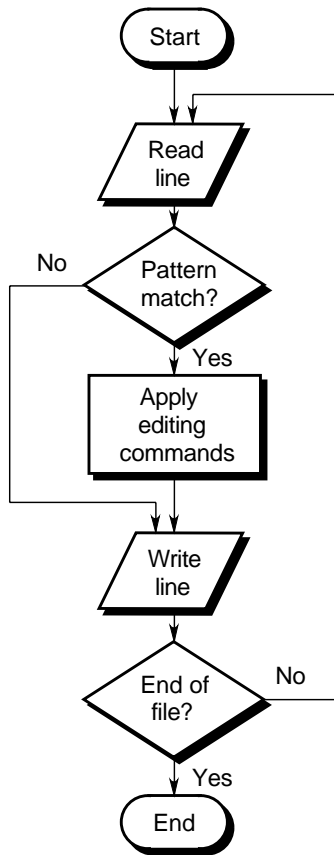 Start
Read
line
No
Pattern
match?
Yes
Apply
editing
commands
Write
line
End of
file?
No
Yes
End